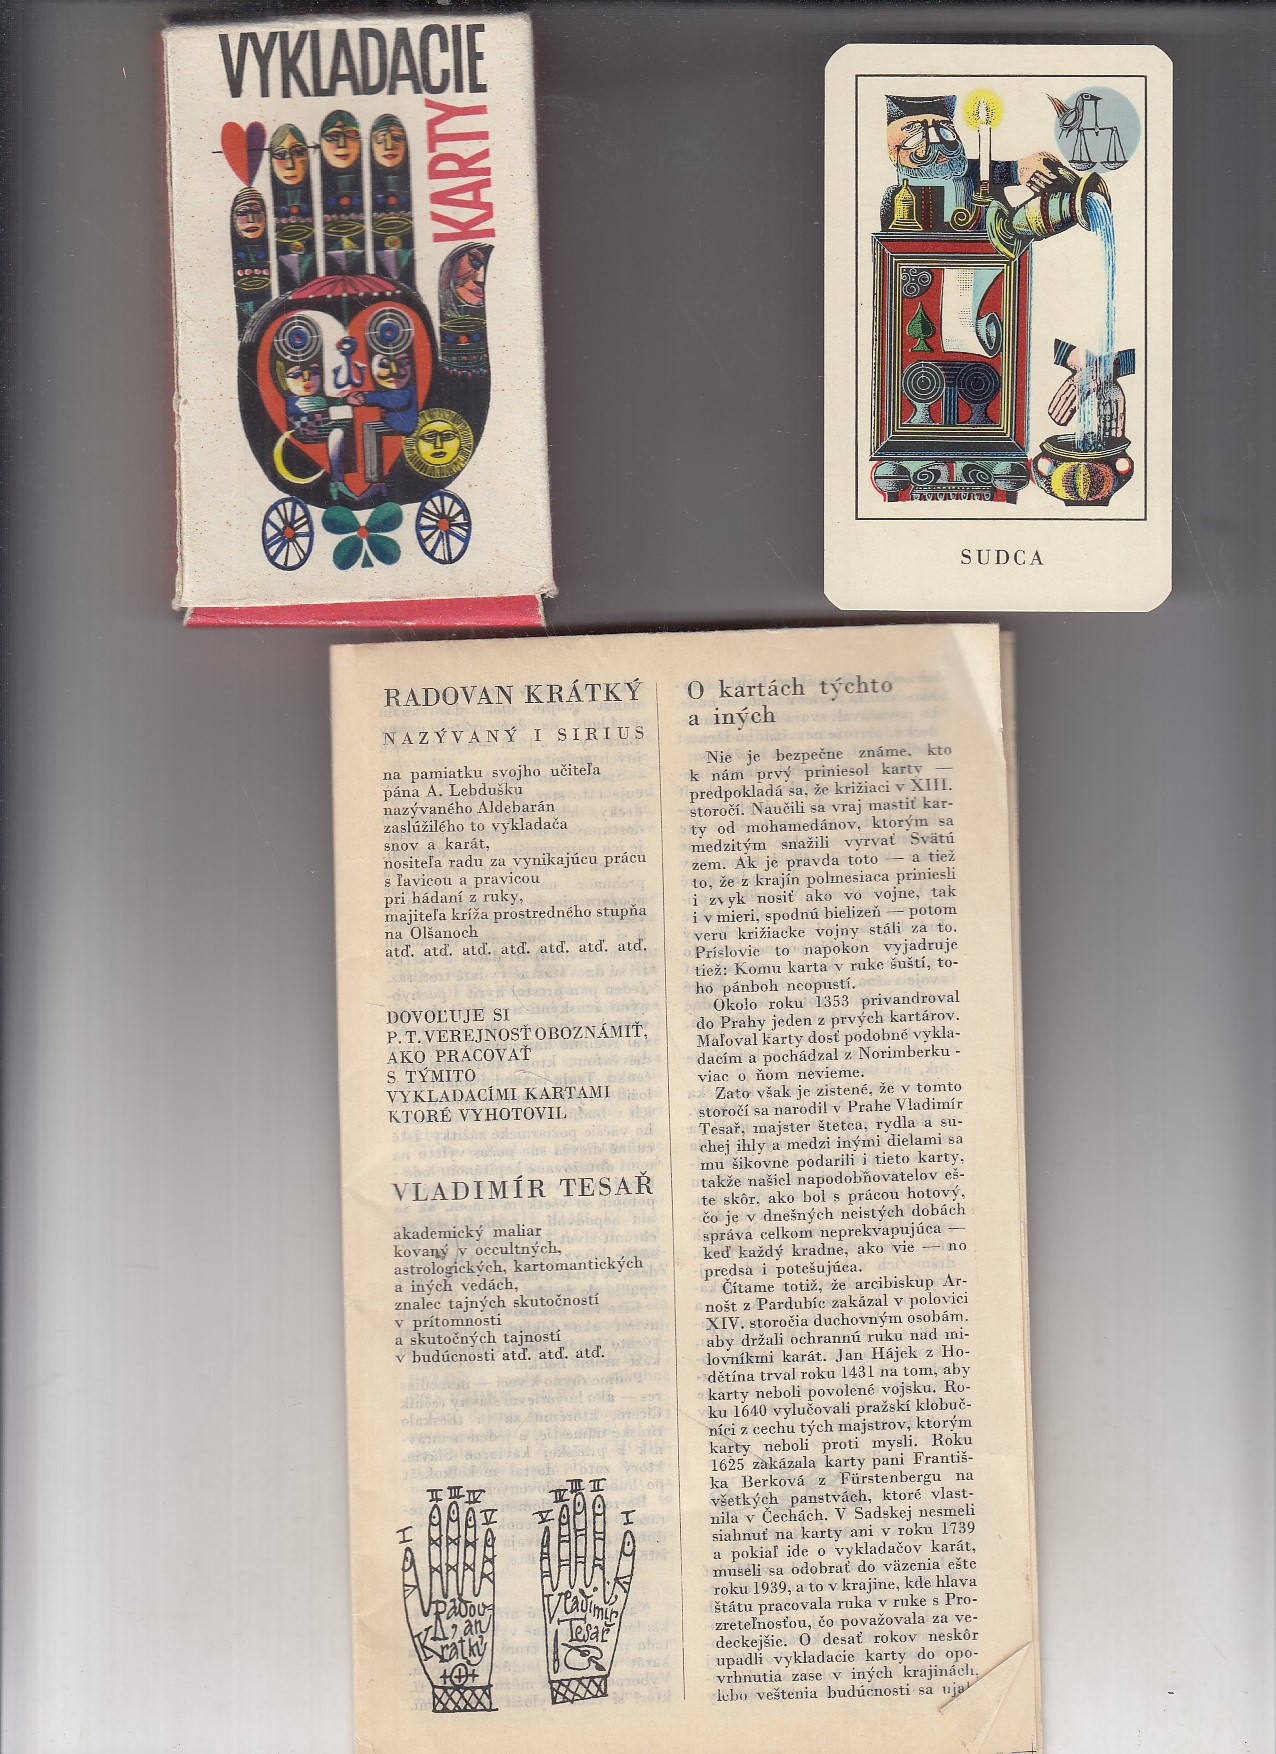 VYKLADACIE
KARTY
SUDCA
RADOVAN KRÁTKÝ
NAZÝVANÝ I SIRIUS
na pamiatku svojho učiteľa
pána A. Lebdušku
nazývaného Aldebarán
zaslúžilého to vykladača
snov a karát,
nositeľa radu za vynikajúcu prácu
s ľavicou a pravicou
pri hádaní z ruky,
majiteľa kríža prostredného stupňa
na Olšanoch
atď. atď. atď. atď. atď. atď. atď.
DOVOĽUJE SI
P. T. VEREJNOSŤ OBOZNÁMIŤ,
AKO PRACOVAŤ
S TÝMITO
VYKLADACÍMI KARTAMI
KTORÉ VYHOTOVIL
VLADIMÍR TESAŘ
akademický maliar
kovaný v occultných,
astrologických, kartomantických
a iných vedách,
znalec tajných skutočností
v prítomnosti
a skutočných tajností
v budúcnosti atď. atď. atď.
I II III IV V
Radov-
an
Krátký
V IV III II I
Vladimír
Tesař
O kartách týchto
a iných
Nie je bezpečne známe, kto
k nám prvý priniesol karty —
predpokladá sa, že križiaci v XIII.
storočí. Naučili sa vraj mastiť kar-
ty od mohamedánov, ktorým sa
medzitým snažili vyrvať Svätú
zem. Ak je pravda toto — a tiež
to, že z krajín polmesiaca priniesli
i zvyk nosiť ako vo vojne, tak
i v mieri, spodnú bielizeň — potom
veru križiacke vojny stáli za to.
Príslovie to napokon vyjadruje
tiež: Komu karta v ruke šuští, to-
ho pánboh neopustí.
Okolo roku 1353 privandroval
do Prahy jeden z prvých kartárov.
Maľoval karty dosť podobné vykla-
dacím a pochádzal z Norimberku -
viac o ňom nevieme.
Zato však je zistené, že v tomto
storočí sa narodil v Prahe Vladimír
Tesař, majster štetca, rydla a su-
chej ihly a medzi inými dielami sa
mu šikovne podarili i tieto karty,
takže našiel napodobňovatelov eš-
te skôr, ako bol s prácou hotový,
čo je v dnešných neistých dobách
správa celkom neprekvapujúca —
keď každý kradne, ako vie — no
predsa i potešujúca.
Čítame totiž, že arcibiskup Ar-
nošt z Pardubíc zakázal v polovici
XIV. storočia duchovným osobám,
aby držali ochrannú ruku nad mi-
lovníkmi karát. Jan Hájek z Ho-
dětína trval roku 1431 na tom, aby
karty neboli povolené vojsku. Ro-
ku 1640 vylučovali pražskí klobuč-
níci z cechu tých majstrov, ktorým
karty neboli proti mysli. Roku
1625 zakázala karty pani Františ-
ka Berková z Fürstenbergu na
všetkých panstvách, ktoré vlast-
nila v Čechách. V Sadskej nesmeli
siahnuť na karty ani v roku 1739
a pokiaľ ide o vykladačov karát,
museli sa odobrať do väzenia ešte
roku 1939, a to v krajine, kde hlava
štátu pracovala ruka v ruke s Pro-
zreteľnosťou, čo považovala za ve-
deckejšie. O desať rokov neskôr
upadli vykladacie karty do opo-
vrhnutia zase v iných krajinách,
lebo veštenia budúcnosti sa